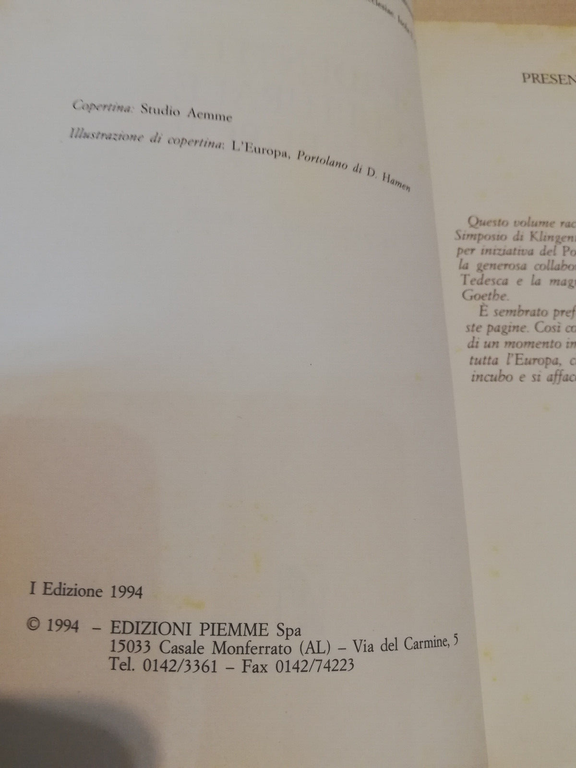 Copertina: Studio Aemme
Illustrazione di copertina: L'Europa, Portolano di D. Hamen
I Edizione 1994
© 1994 – EDIZIONI PIEMME Spa
15033 Casale Monferrato (AL) – Via del Carmine, 5
Tel. 0142/3361 – Fax 0142/74223
PRESEN
Questo volume rac
Simposio di Klingen
per iniziativa del Po
la generosa collabo
Tedesca e la mag
Goethe.
È sembrato pref
ste pagine. Così co
di un momento in
tutta l'Europa, c
incubo e si affac